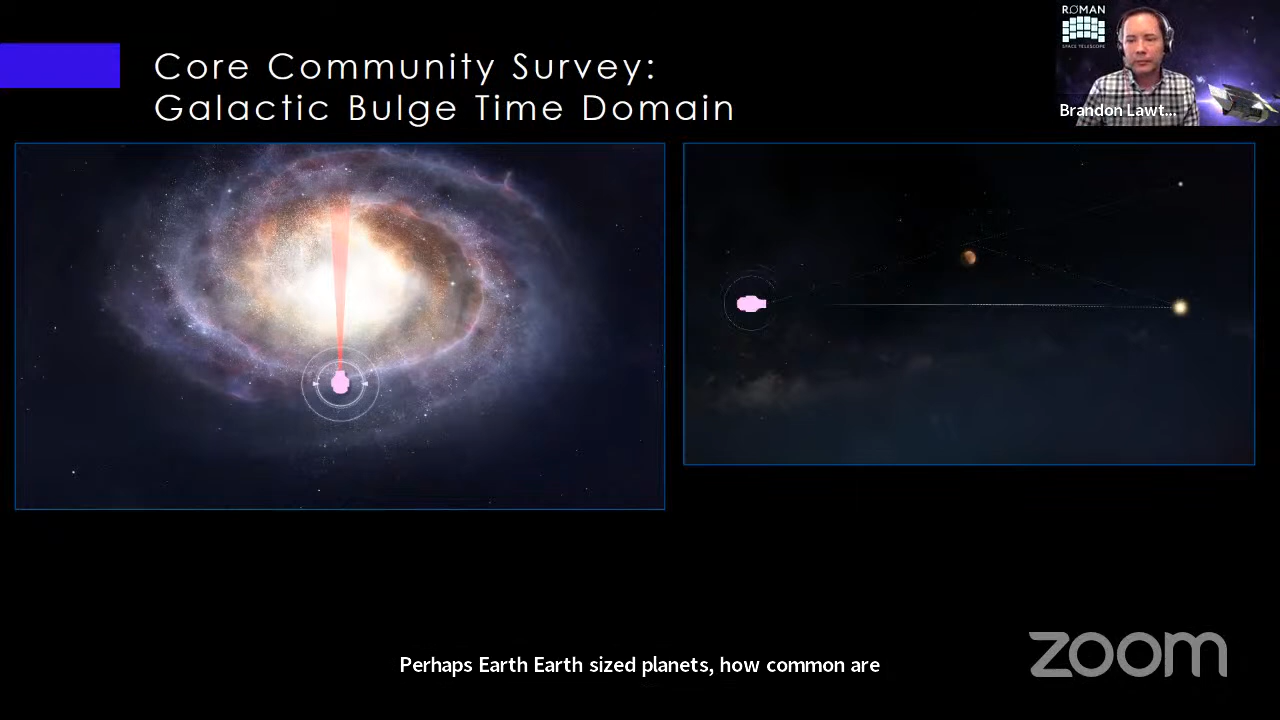 Core Community Survey:
Galactic Bulge Time Domain
ROMAN
SPACE TELESCOPE
Brandon Lawt...
Perhaps Earth Earth sized planets, how common are
zoom